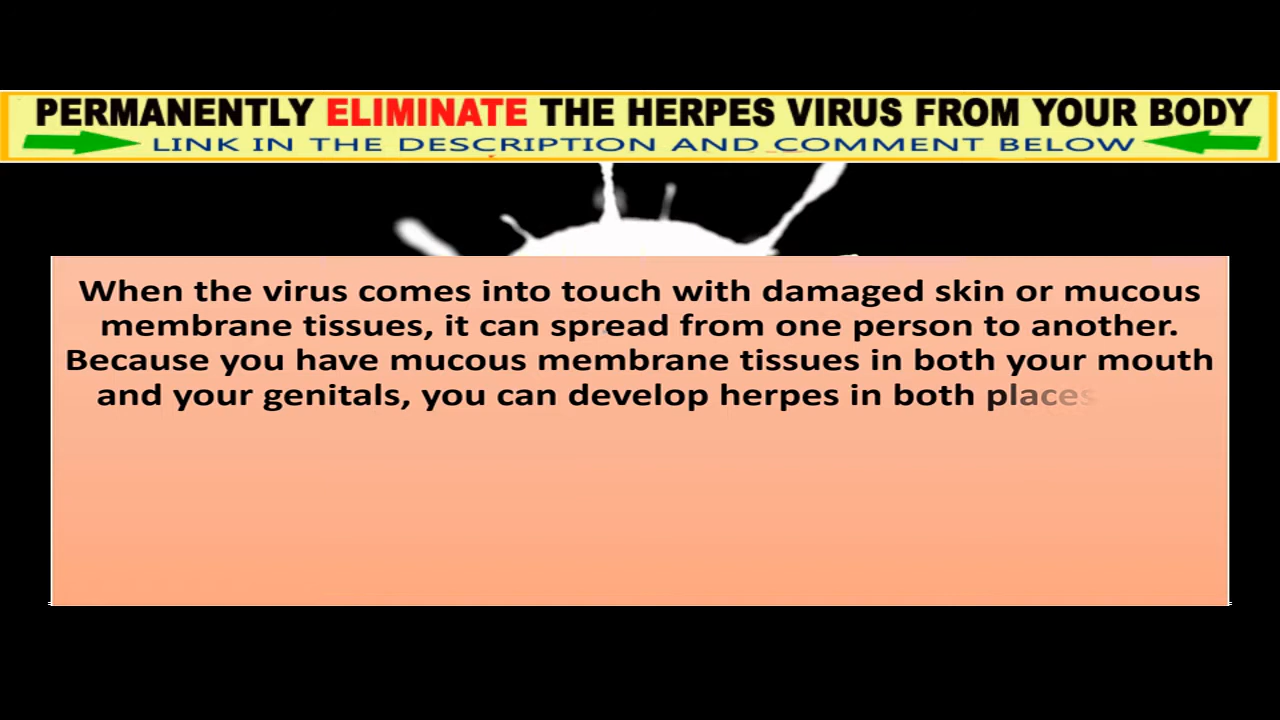 PERMANENTLY ELIMINATE THE HERPES VIRUS FROM YOUR BODY
LINK IN THE DESCRIPTION AND COMMENT BELOW
When the virus comes into touch with damaged skin or mucous
membrane tissues, it can spread from one person to another.
Because you have mucous membrane tissues in both your mouth
and your genitals, you can develop herpes in both places